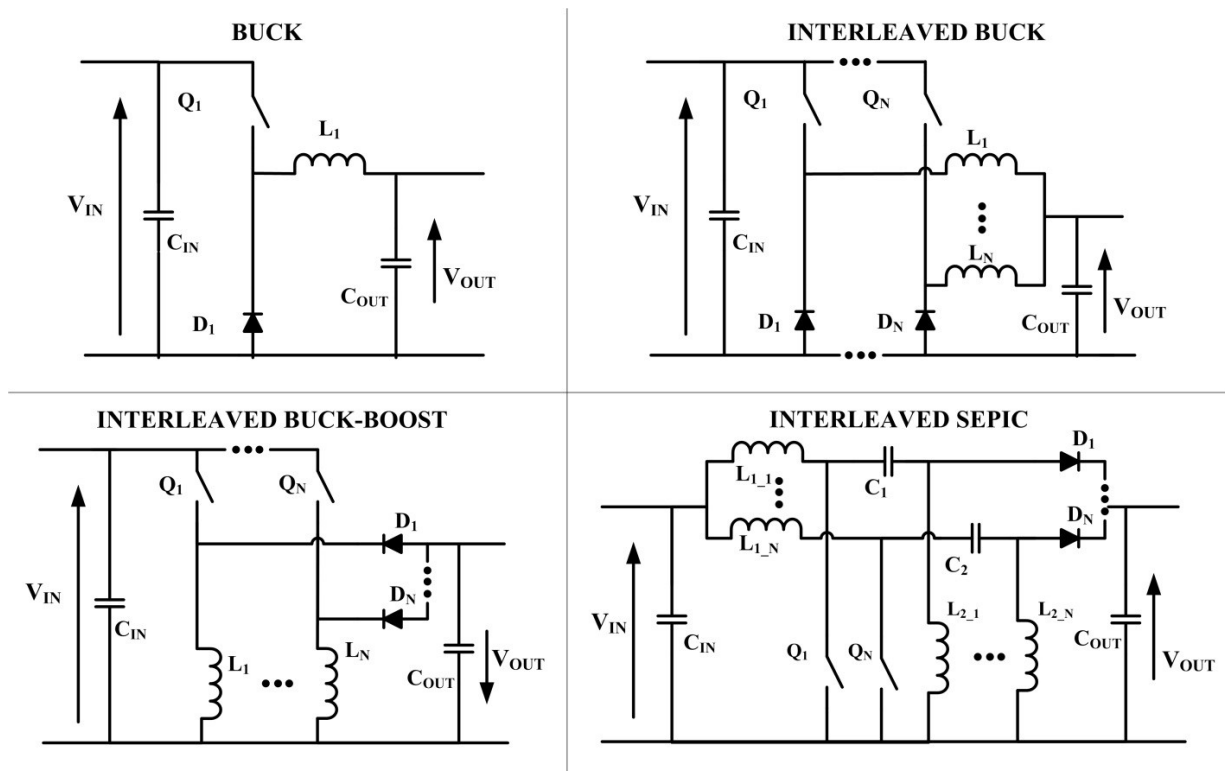 BUCK
Q1
L1
VIN
CIN
VOUT
COUT
D1
INTERLEAVED BUCK
Q1
QN
L1
VIN
CIN
LN
VOUT
COUT
D1
DN
INTERLEAVED BUCK-BOOST
Q1
QN
D1
DN
VIN
CIN
L1
LN
VOUT
COUT
INTERLEAVED SEPIC
D1
L1_1
C1
DN
L1_N
C2
VIN
CIN
L2_1
L2_N
COUT
Q1
QN
VOUT